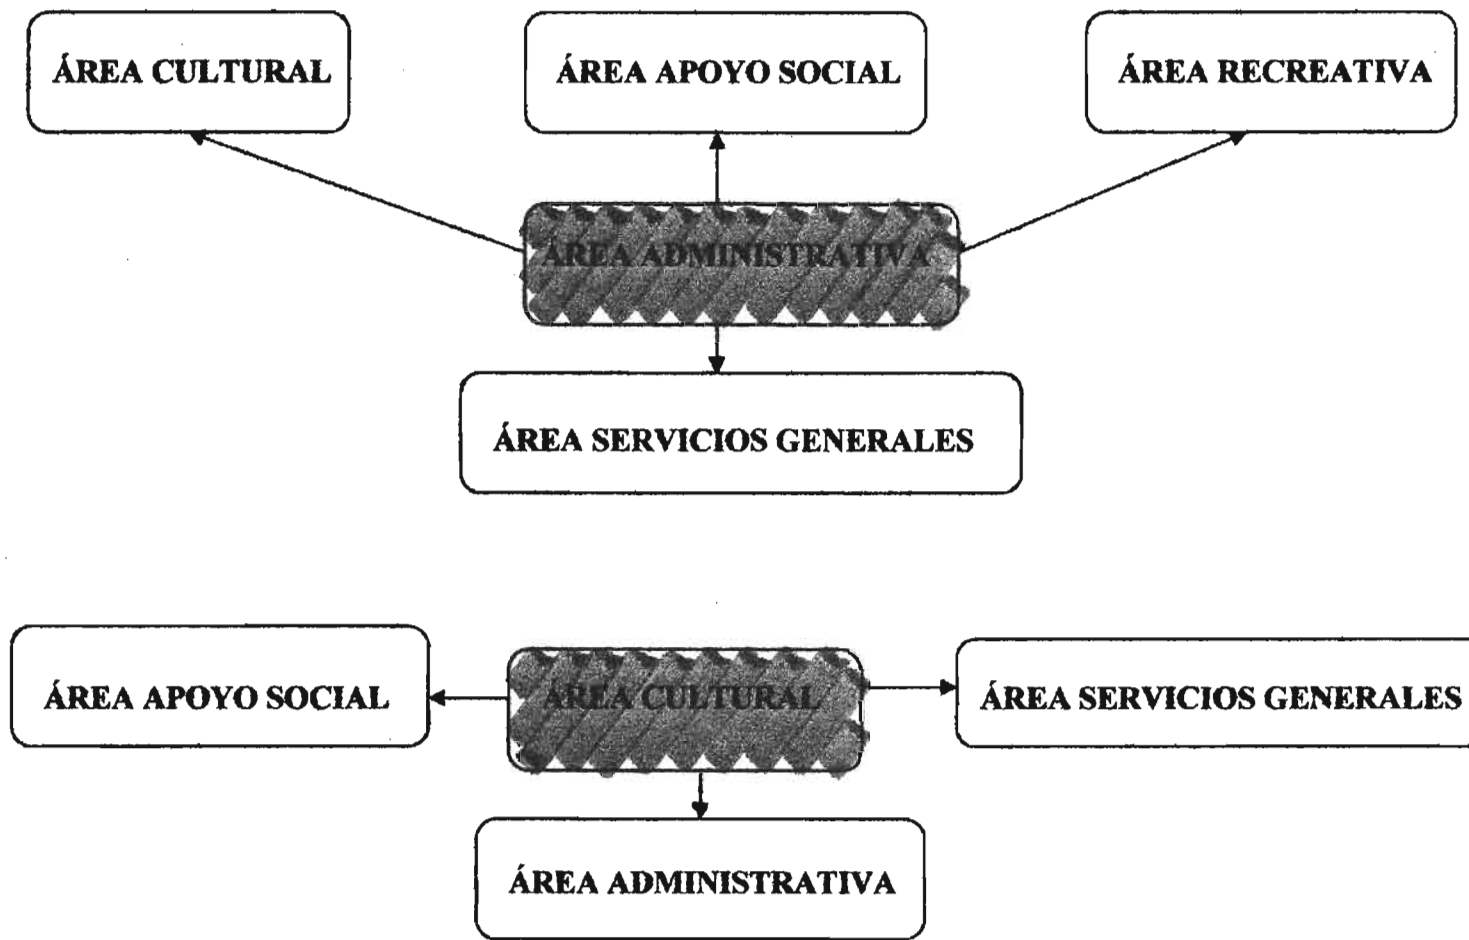 ÁREA CULTURAL
ÁREA APOYO SOCIAL
ÁREA RECREATIVA
ÁREA ADMINISTRATIVA
ÁREA SERVICIOS GENERALES
ÁREA APOYO SOCIAL
ÁREA CULTURAL
ÁREA SERVICIOS GENERALES
ÁREA ADMINISTRATIVA